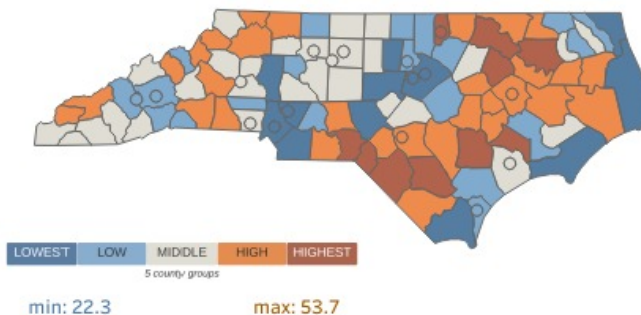 LOWEST LOW MIDDLE HIGH HIGHEST
5 county groups
min: 22.3 max: 53.7